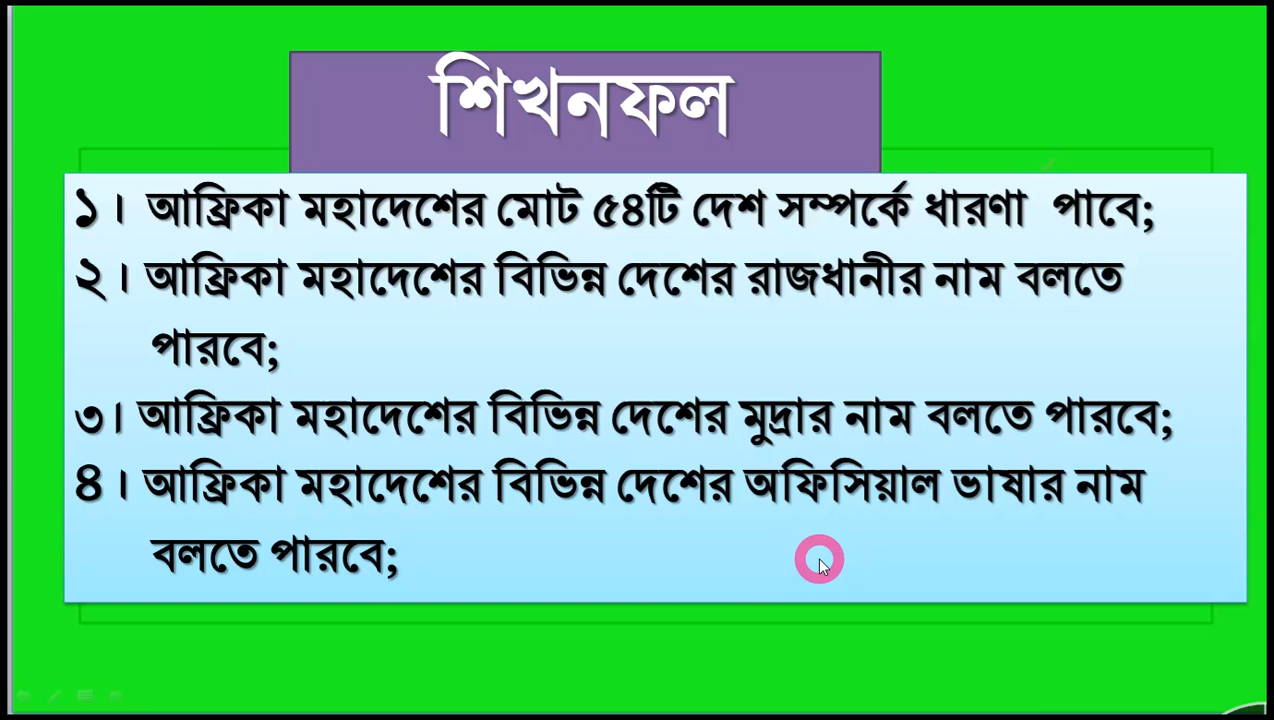 শিখনফল
১। আফ্রিকা মহাদেশের মোট ৫৪টি দেশ সম্পর্কে ধারণা পাবে;
২। আফ্রিকা মহাদেশের বিভিন্ন দেশের রাজধানীর নাম বলতে
পারবে;
৩। আফ্রিকা মহাদেশের বিভিন্ন দেশের মুদ্রার নাম বলতে পারবে;
৪। আফ্রিকা মহাদেশের বিভিন্ন দেশের অফিসিয়াল ভাষার নাম
বলতে পারবে;